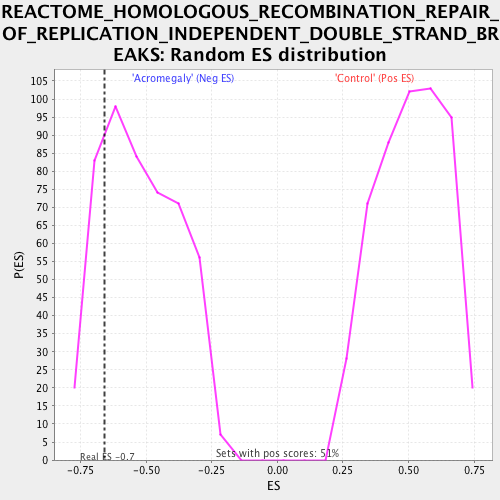 REACTOME_HOMOLOGOUS_RECOMBINATION_REPAIR_
OF_REPLICATION_INDEPENDENT_DOUBLE_STRAND_BR
EAKS: Random ES distribution
'Acromegaly' (Neg ES) 'Control' (Pos ES)
105
100
95
90
85
80
75
70
65
60
55
50
45
40
35
30
25
20
15
10
5
0
P(ES)
Real ES -0.7 Sets with pos scores: 51%
-0.75 -0.50 -0.25 0.00 0.25 0.50 0.75
ES